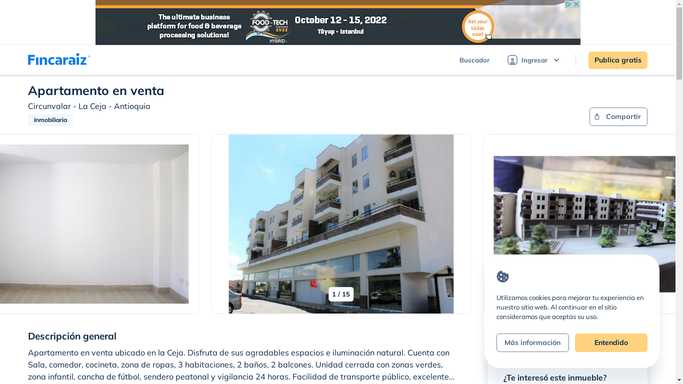 The ultimate business
platform for food & beverage
processing solutions!
FOOD-TECH
HYBRID
October 12 - 15, 2022
Tüyap - Istanbul
Get your
ticket
now!
Fincaraiz
Buscador
Ingresar
Publica gratis
Apartamento en venta
Circunvalar - La Ceja - Antioquia
Inmobiliaria
Compartir
1 / 15
Utilizamos cookies para mejorar tu experiencia en
nuestro sitio web. Al continuar en el sitio
consideramos que aceptas su uso.
Más información
Entendido
Descripción general
Apartamento en venta ubicado en la Ceja. Disfruta de sus agradables espacios e iluminación natural. Cuenta con
Sala, comedor, cocineta, zona de ropas, 3 habitaciones, 2 baños, 2 balcones. Unidad cerrada con zonas verdes,
zona infantil, cancha de fútbol, sendero peatonal y vigilancia 24 horas. Facilidad de transporte público, excelente...
¿Te interesó este inmueble?